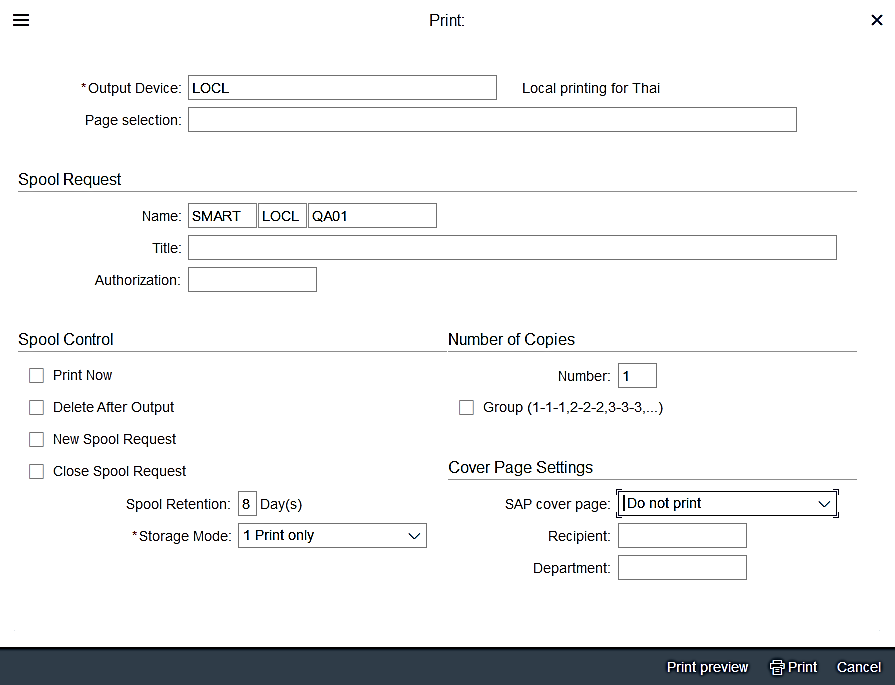 Print:
*Output Device: LOCL Local printing for Thai
Page selection:
Spool Request
Name: SMART LOCL QA01
Title:
Authorization:
Spool Control
Print Now
Delete After Output
New Spool Request
Close Spool Request
Spool Retention: 8 Day(s)
*Storage Mode: 1 Print only
Number of Copies
Number: 1
Group (1-1-1,2-2-2,3-3-3,...)
Cover Page Settings
SAP cover page: Do not print
Recipient:
Department:
Print preview Print Cancel